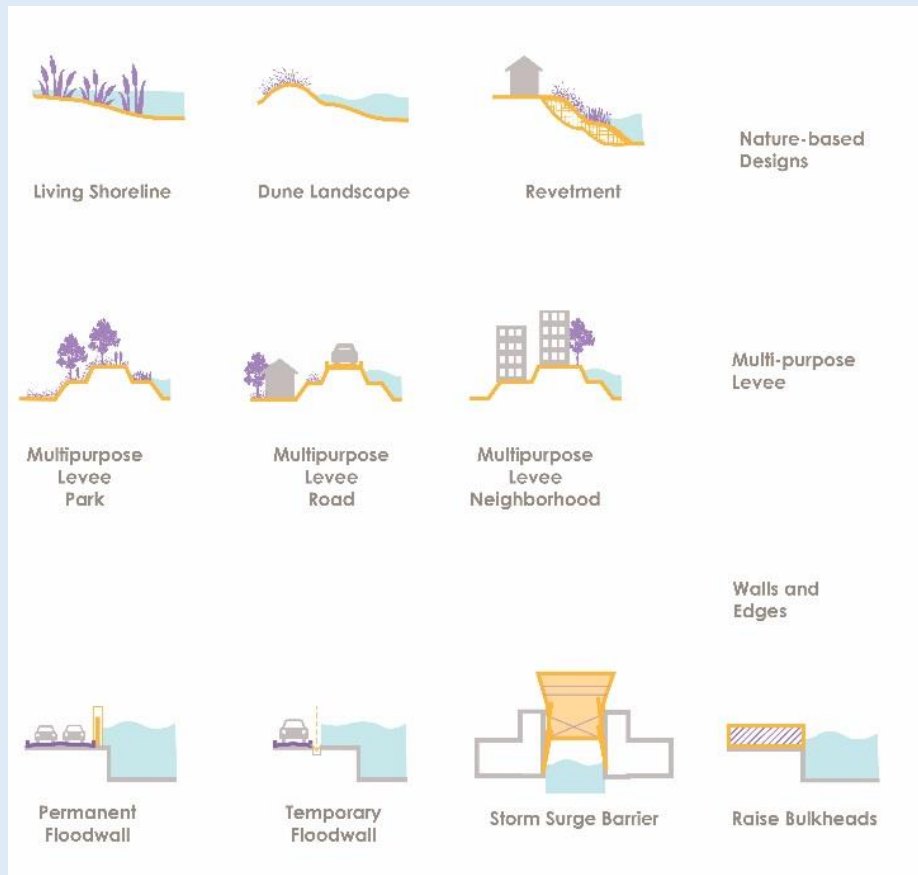 Living Shoreline
Dune Landscape
Revetment
Nature-based
Designs
Multipurpose
Levee
Park
Multipurpose
Levee
Road
Multipurpose
Levee
Neighborhood
Multi-purpose
Levee
Walls and
Edges
Permanent
Floodwall
Temporary
Floodwall
Storm Surge Barrier
Raise Bulkheads